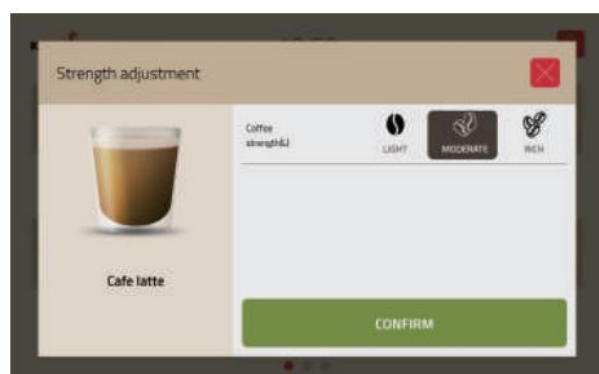 Strength adjustment
Coffee
strength(L)
LIGHT
MODERATE
RICH
Cafe latte
CONFIRM